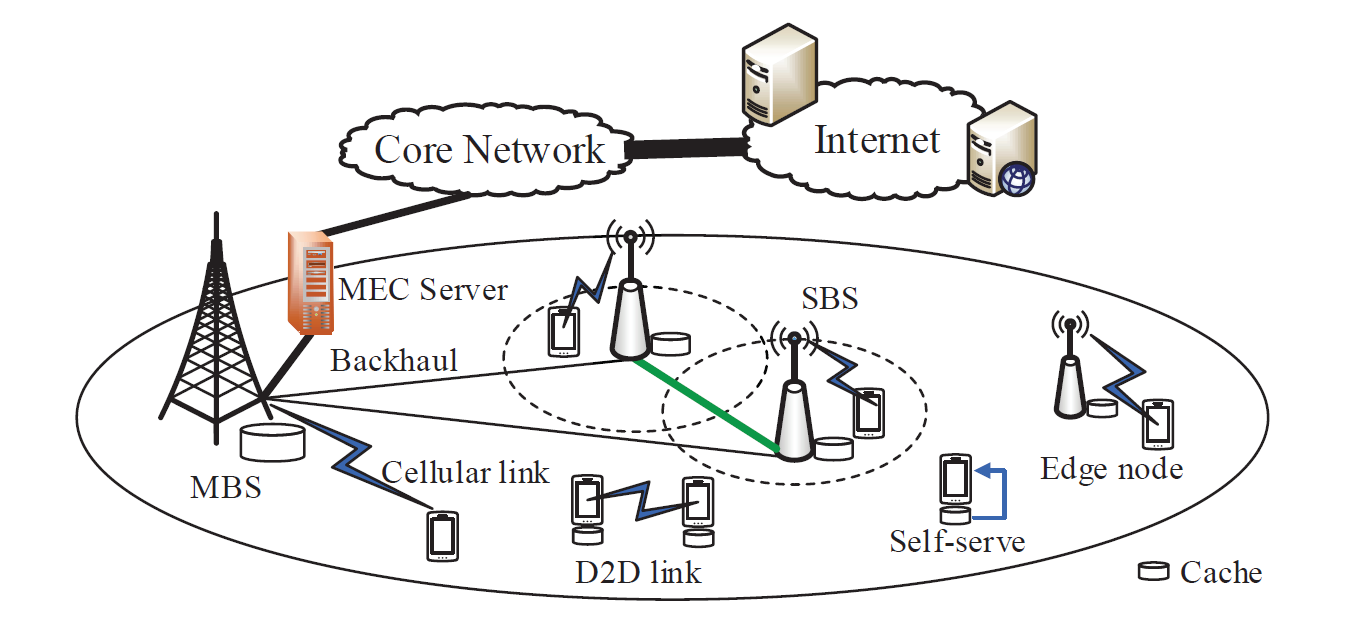 Internet
Core Network
MEC Server
SBS
Backhaul
Cellular link
Edge node
MBS
Self-serve
D2D link
Cache